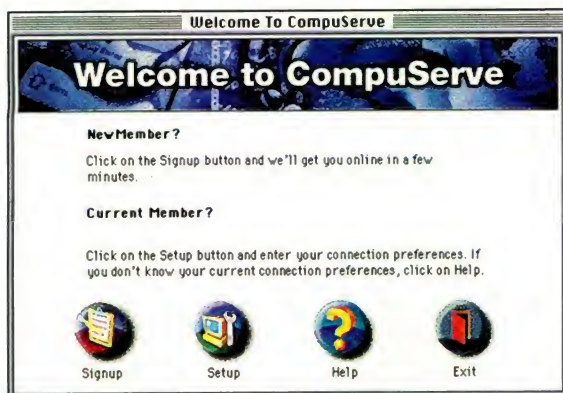 Welcome To CompuServe
Welcome to CompuServe
New Member?
Click on the Signup button and we'll get you online in a few
minutes.
Current Member?
Click on the Setup button and enter your connection preferences. If
you don't know your current connection preferences, click on Help.
Signup
Setup
Help
Exit